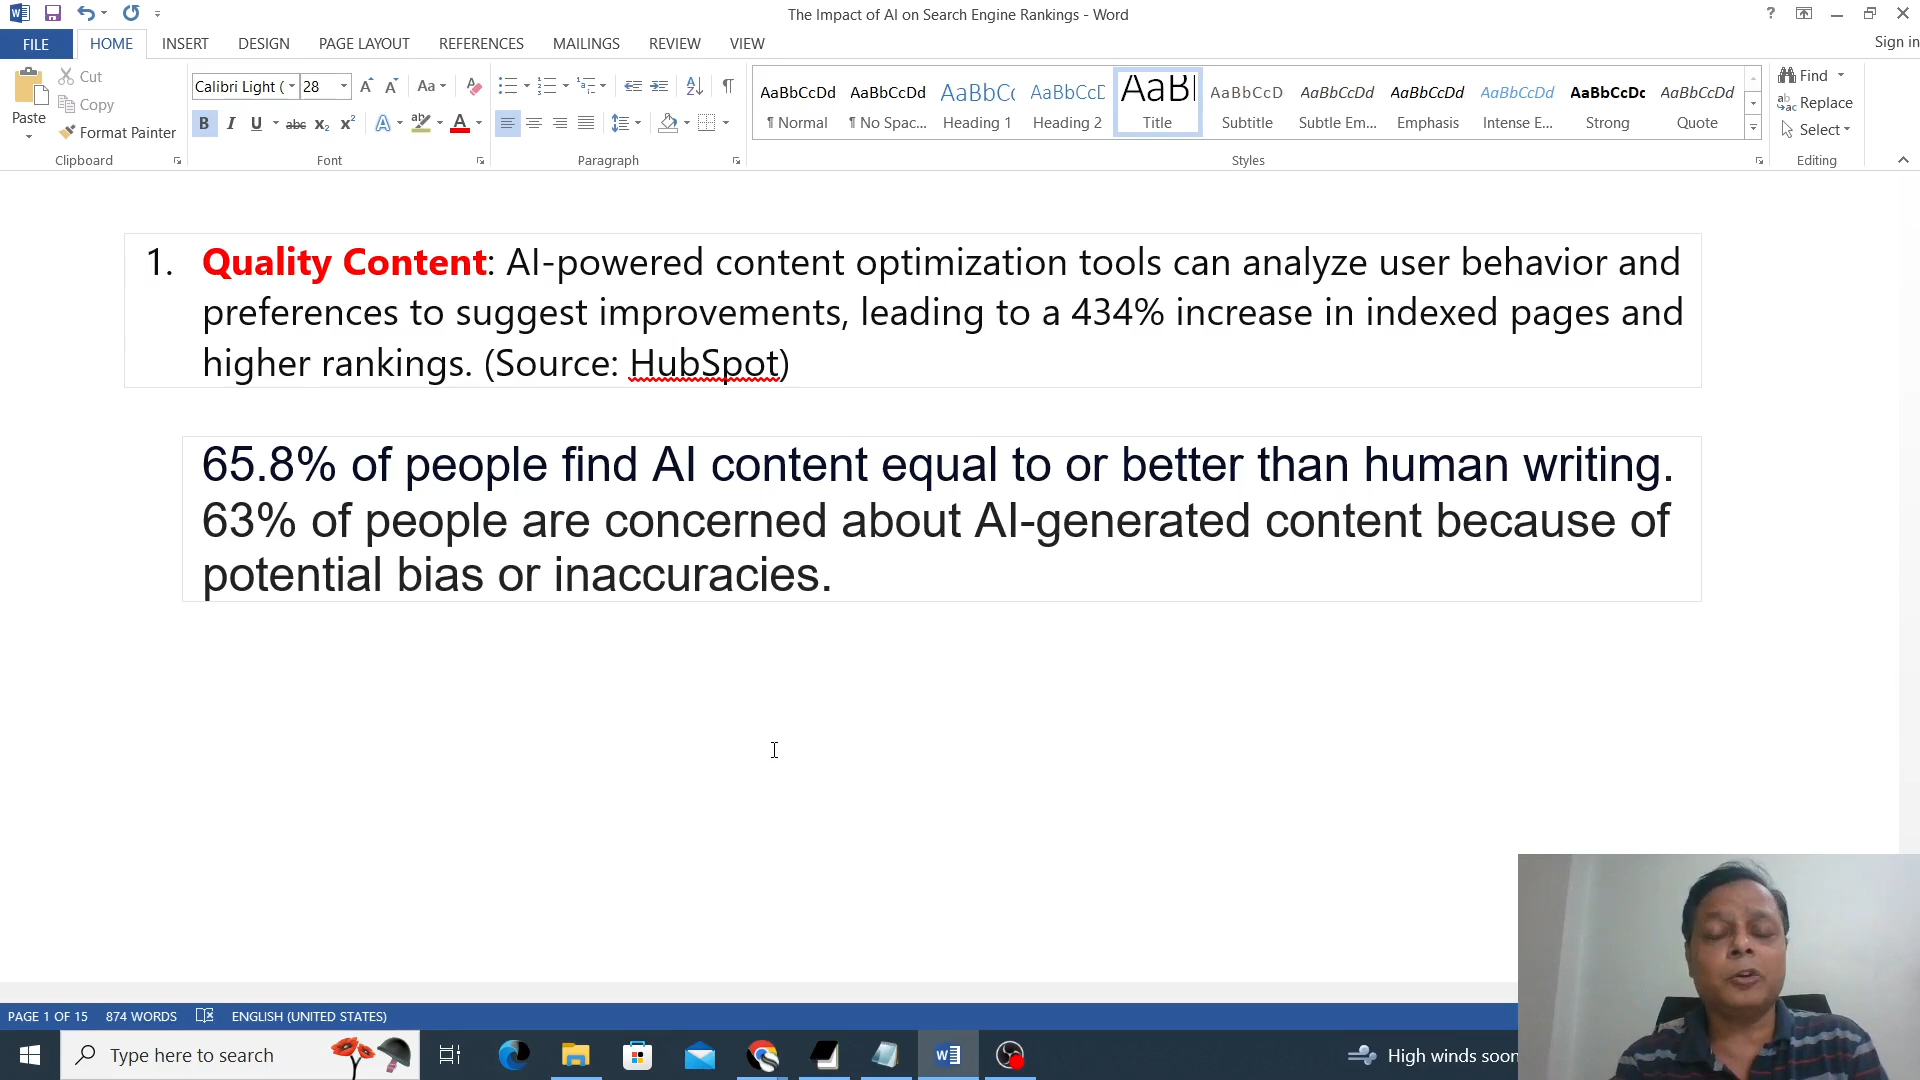 The Impact of AI on Search Engine Rankings - Word
?
FILE HOME INSERT DESIGN PAGE LAYOUT REFERENCES MAILINGS REVIEW VIEW Sign in
Paste
Cut
Copy
Format Painter
Calibri Light ( 28
AaBbCcDd AaBbCcDd AaBbC AaBbCcD AaB AaBbCcD AaBbCcDd AaBbCcDd AaBbCcDd AaBbCcDc AaBbCcDd
¶ Normal ¶ No Spac... Heading 1 Heading 2 Title Subtitle Subtle Em... Emphasis Intense E... Strong Quote
Find
Replace
Select
Clipboard Font Paragraph Styles Editing
1. Quality Content: AI-powered content optimization tools can analyze user behavior and
preferences to suggest improvements, leading to a 434% increase in indexed pages and
higher rankings. (Source: HubSpot)
65.8% of people find AI content equal to or better than human writing.
63% of people are concerned about AI-generated content because of
potential bias or inaccuracies.
PAGE 1 OF 15 874 WORDS ENGLISH (UNITED STATES)
Type here to search
High winds soon